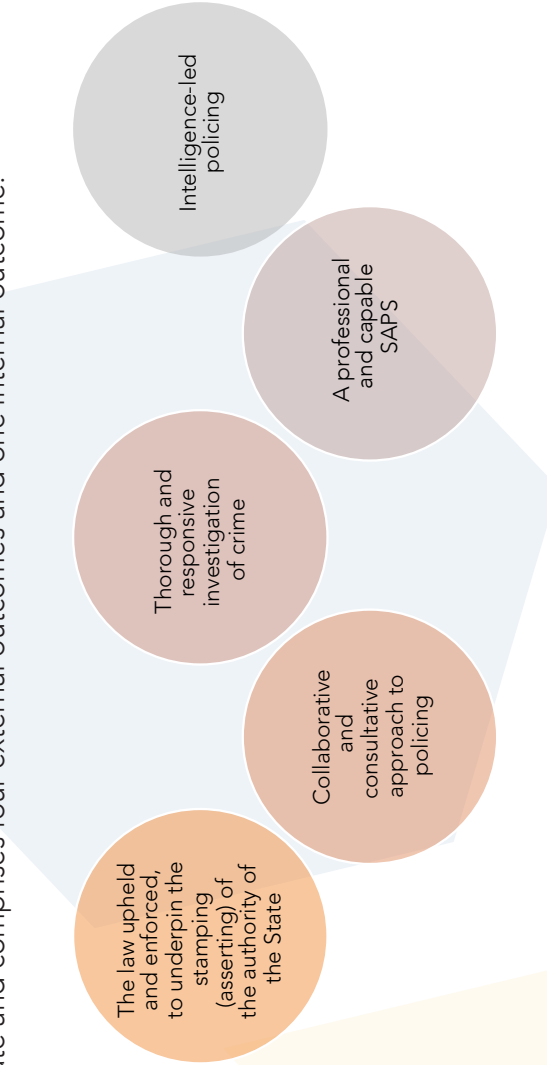 and comprises four external outcomes and one internal outcome.
The law upheld
and enforced,
to underpin the
stamping
(asserting) of
the authority of
the State
Collaborative
and
consultative
approach to
policing
Thorough and
responsive
investigation
of crime
A professional
and capable
SAPS
Intelligence-led
policing